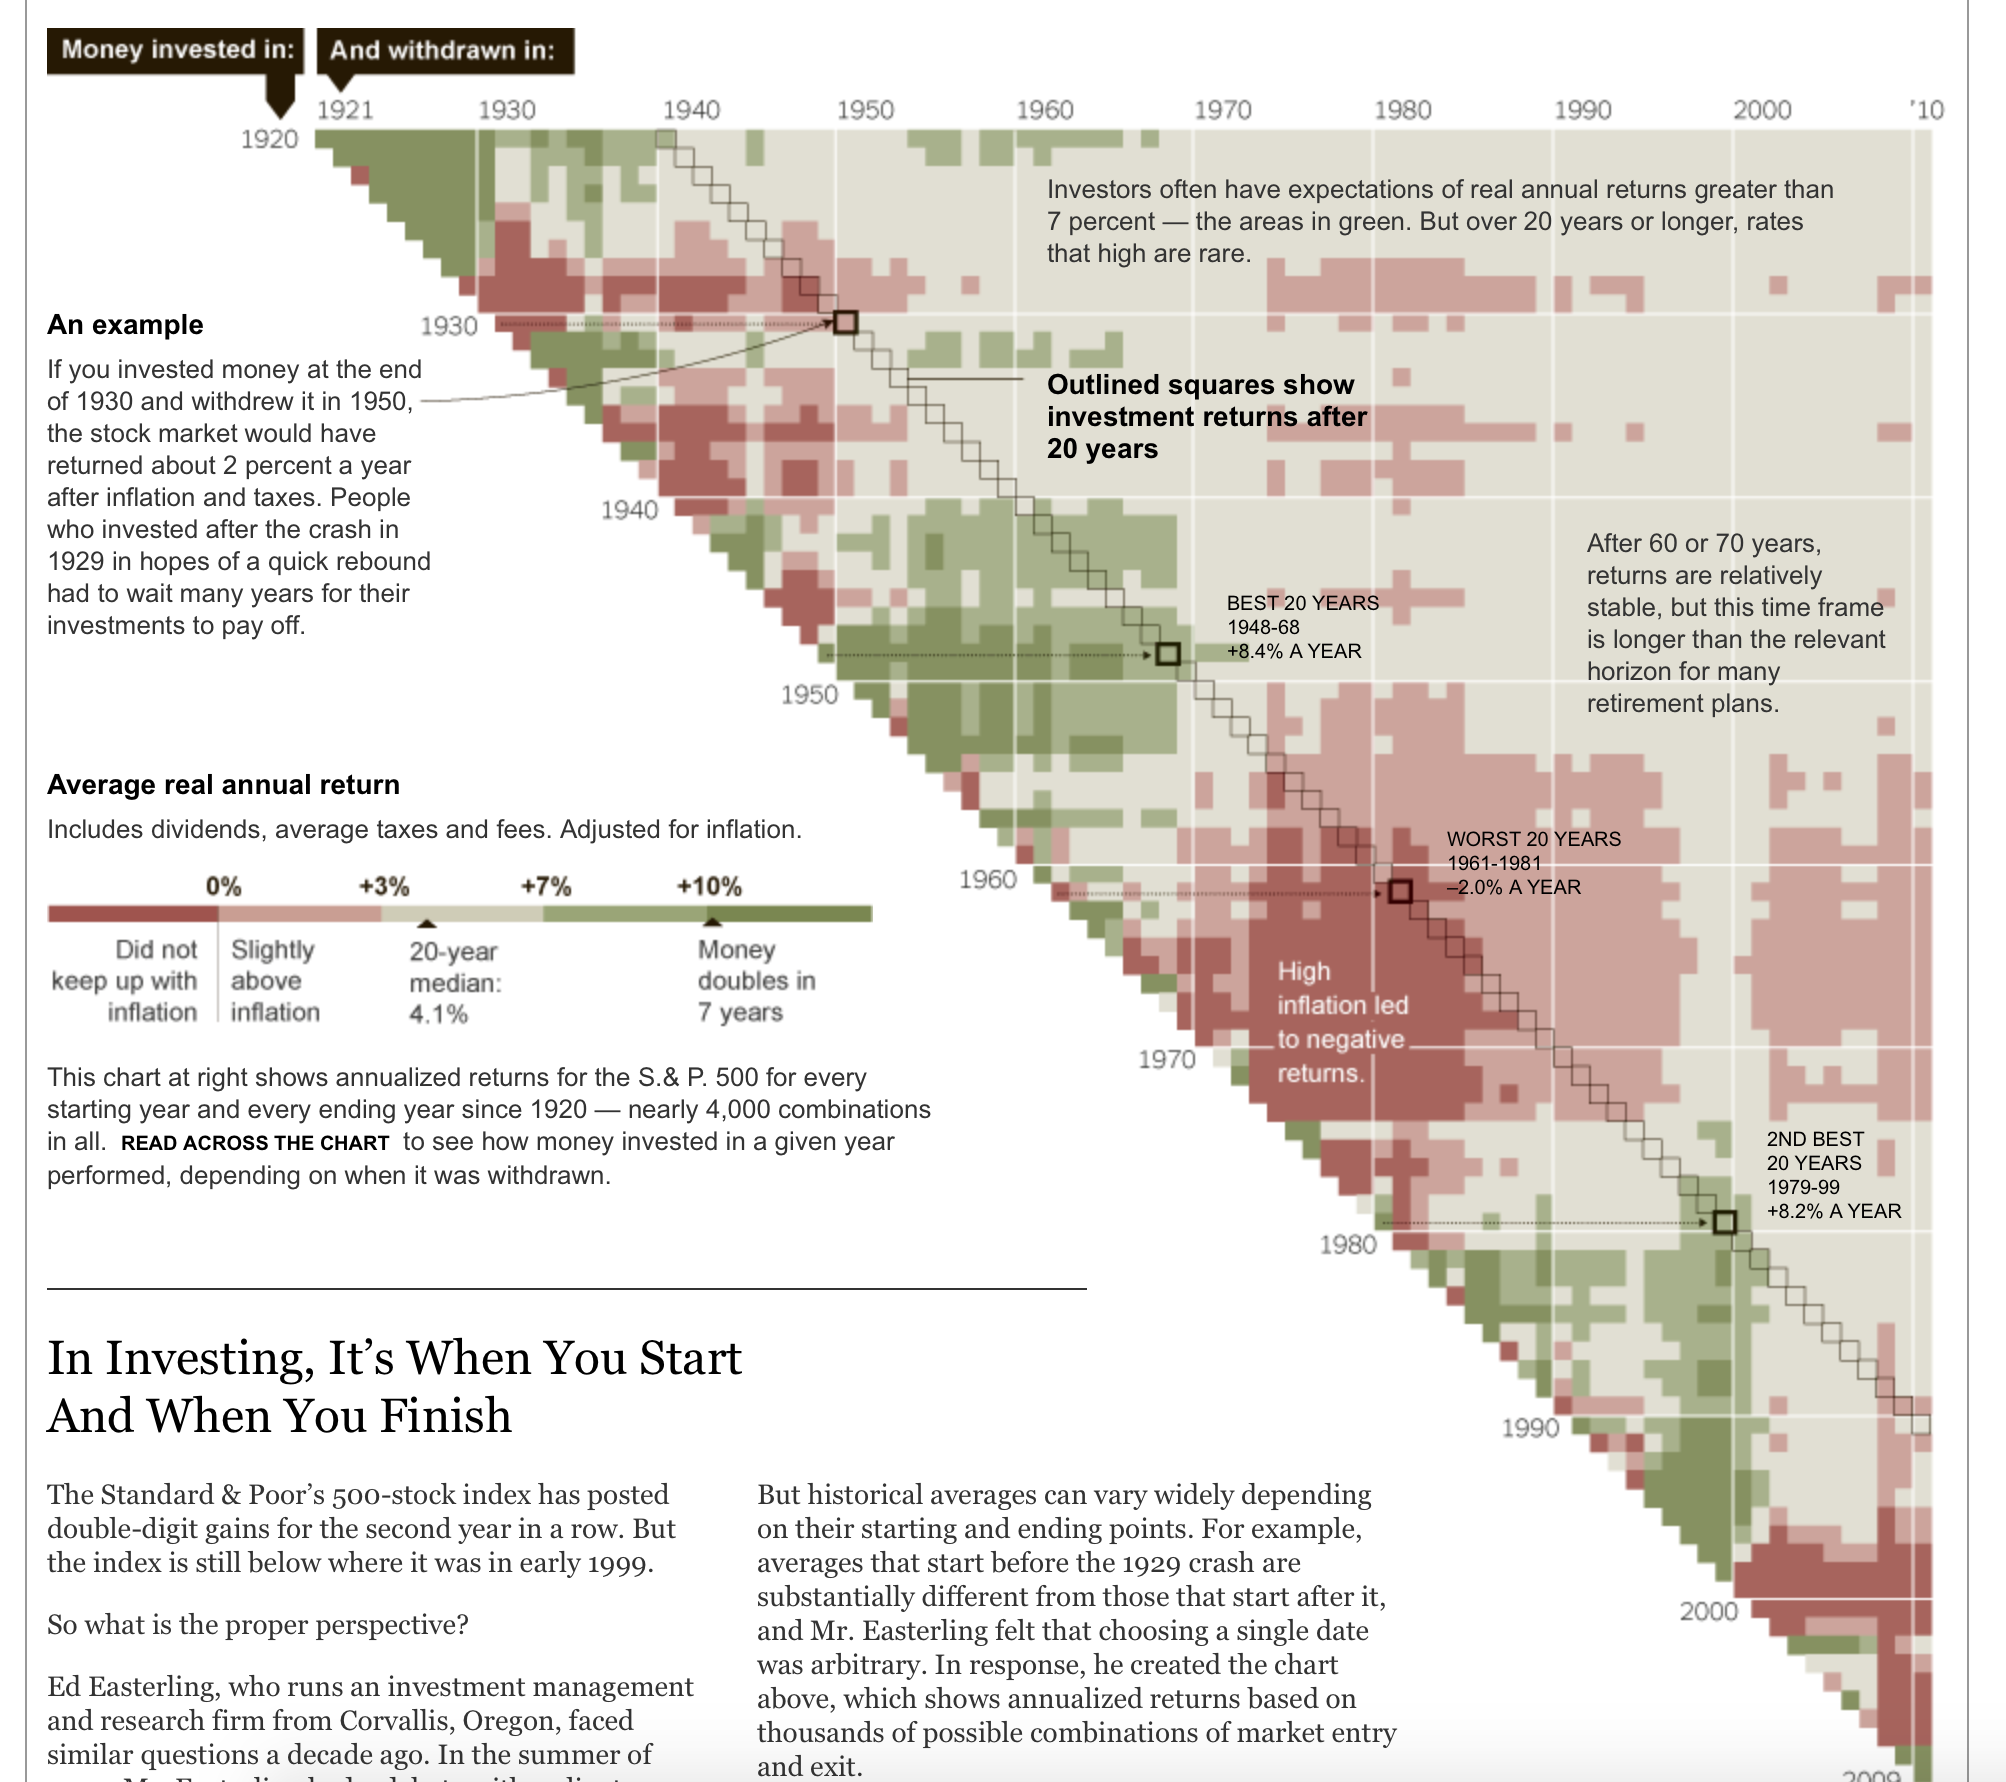 Money invested in:
And withdrawn in:
1921 1930 1940 1950 1960 1970 1980 1990 2000 '10
1920
Investors often have expectations of real annual returns greater than
7 percent — the areas in green. But over 20 years or longer, rates
that high are rare.
An example
If you invested money at the end
of 1930 and withdrew it in 1950,
the stock market would have
returned about 2 percent a year
after inflation and taxes. People
who invested after the crash in
1929 in hopes of a quick rebound
had to wait many years for their
investments to pay off.
1930
Outlined squares show
investment returns after
20 years
1940
After 60 or 70 years,
returns are relatively
stable, but this time frame
is longer than the relevant
horizon for many
retirement plans.
BEST 20 YEARS
1948-68
+8.4% A YEAR
1950
Average real annual return
Includes dividends, average taxes and fees. Adjusted for inflation.
0% +3% +7% +10%
Did not
keep up with
inflation
Slightly
above
inflation
20-year
median:
4.1%
Money
doubles in
7 years
WORST 20 YEARS
1961-1981
–2.0% A YEAR
1960
High
inflation led
to negative
returns.
1970
This chart at right shows annualized returns for the S.& P. 500 for every
starting year and every ending year since 1920 — nearly 4,000 combinations
in all. READ ACROSS THE CHART to see how money invested in a given year
performed, depending on when it was withdrawn.
2ND BEST
20 YEARS
1979-99
+8.2% A YEAR
1980
1990
2000
2009
In Investing, It’s When You Start
And When You Finish
The Standard & Poor’s 500-stock index has posted
double-digit gains for the second year in a row. But
the index is still below where it was in early 1999.
So what is the proper perspective?
Ed Easterling, who runs an investment management
and research firm from Corvallis, Oregon, faced
similar questions a decade ago. In the summer of
But historical averages can vary widely depending
on their starting and ending points. For example,
averages that start before the 1929 crash are
substantially different from those that start after it,
and Mr. Easterling felt that choosing a single date
was arbitrary. In response, he created the chart
above, which shows annualized returns based on
thousands of possible combinations of market entry
and exit.